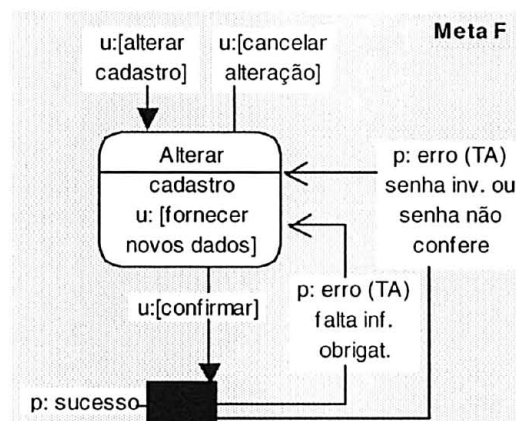 Meta F
u:[alterar
cadastro]
u:[cancelar
alteração]
Alterar
cadastro
u: [fornecer
novos dados]
p: erro (TA)
senha inv. ou
senha não
confere
u:[confirmar]
p: erro (TA)
falta inf.
obrigat.
p: sucesso